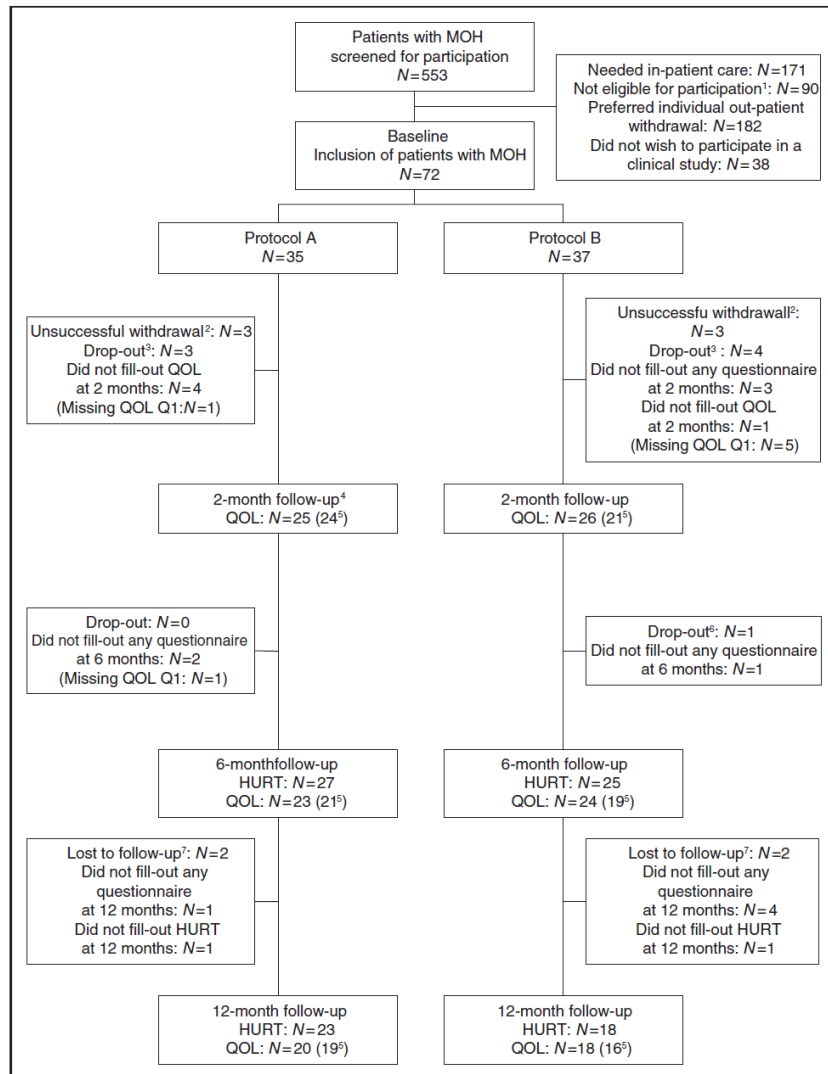 Patients with MOH
screened for participation
N=553
Needed in-patient care: N=171
Not eligible for participation¹: N=90
Preferred individual out-patient
withdrawal: N=182
Did not wish to participate in a
clinical study: N=38
Baseline
Inclusion of patients with MOH
N=72
Protocol A
N=35
Protocol B
N=37
Unsuccessful withdrawal²: N=3
Drop-out³: N=3
Did not fill-out QOL
at 2 months: N=4
(Missing QOL Q1:N=1)
Unsuccessfu withdrawall²:
N=3
Drop-out³ : N=4
Did not fill-out any questionnaire
at 2 months: N=3
Did not fill-out QOL
at 2 months: N=1
(Missing QOL Q1: N=5)
2-month follow-up⁴
QOL: N=25 (24⁵)
2-month follow-up
QOL: N=26 (21⁵)
Drop-out: N=0
Did not fill-out any questionnaire
at 6 months: N=2
(Missing QOL Q1: N=1)
Drop-out⁶: N=1
Did not fill-out any questionnaire
at 6 months: N=1
6-monthfollow-up
HURT: N=27
QOL: N=23 (21⁵)
6-month follow-up
HURT: N=25
QOL: N=24 (19⁵)
Lost to follow-up⁷: N=2
Did not fill-out any
questionnaire
at 12 months: N=1
Did not fill-out HURT
at 12 months: N=1
Lost to follow-up⁷: N=2
Did not fill-out any
questionnaire
at 12 months: N=4
Did not fill-out HURT
at 12 months: N=1
12-month follow-up
HURT: N=23
QOL: N=20 (19⁵)
12-month follow-up
HURT: N=18
QOL: N=18 (16⁵)